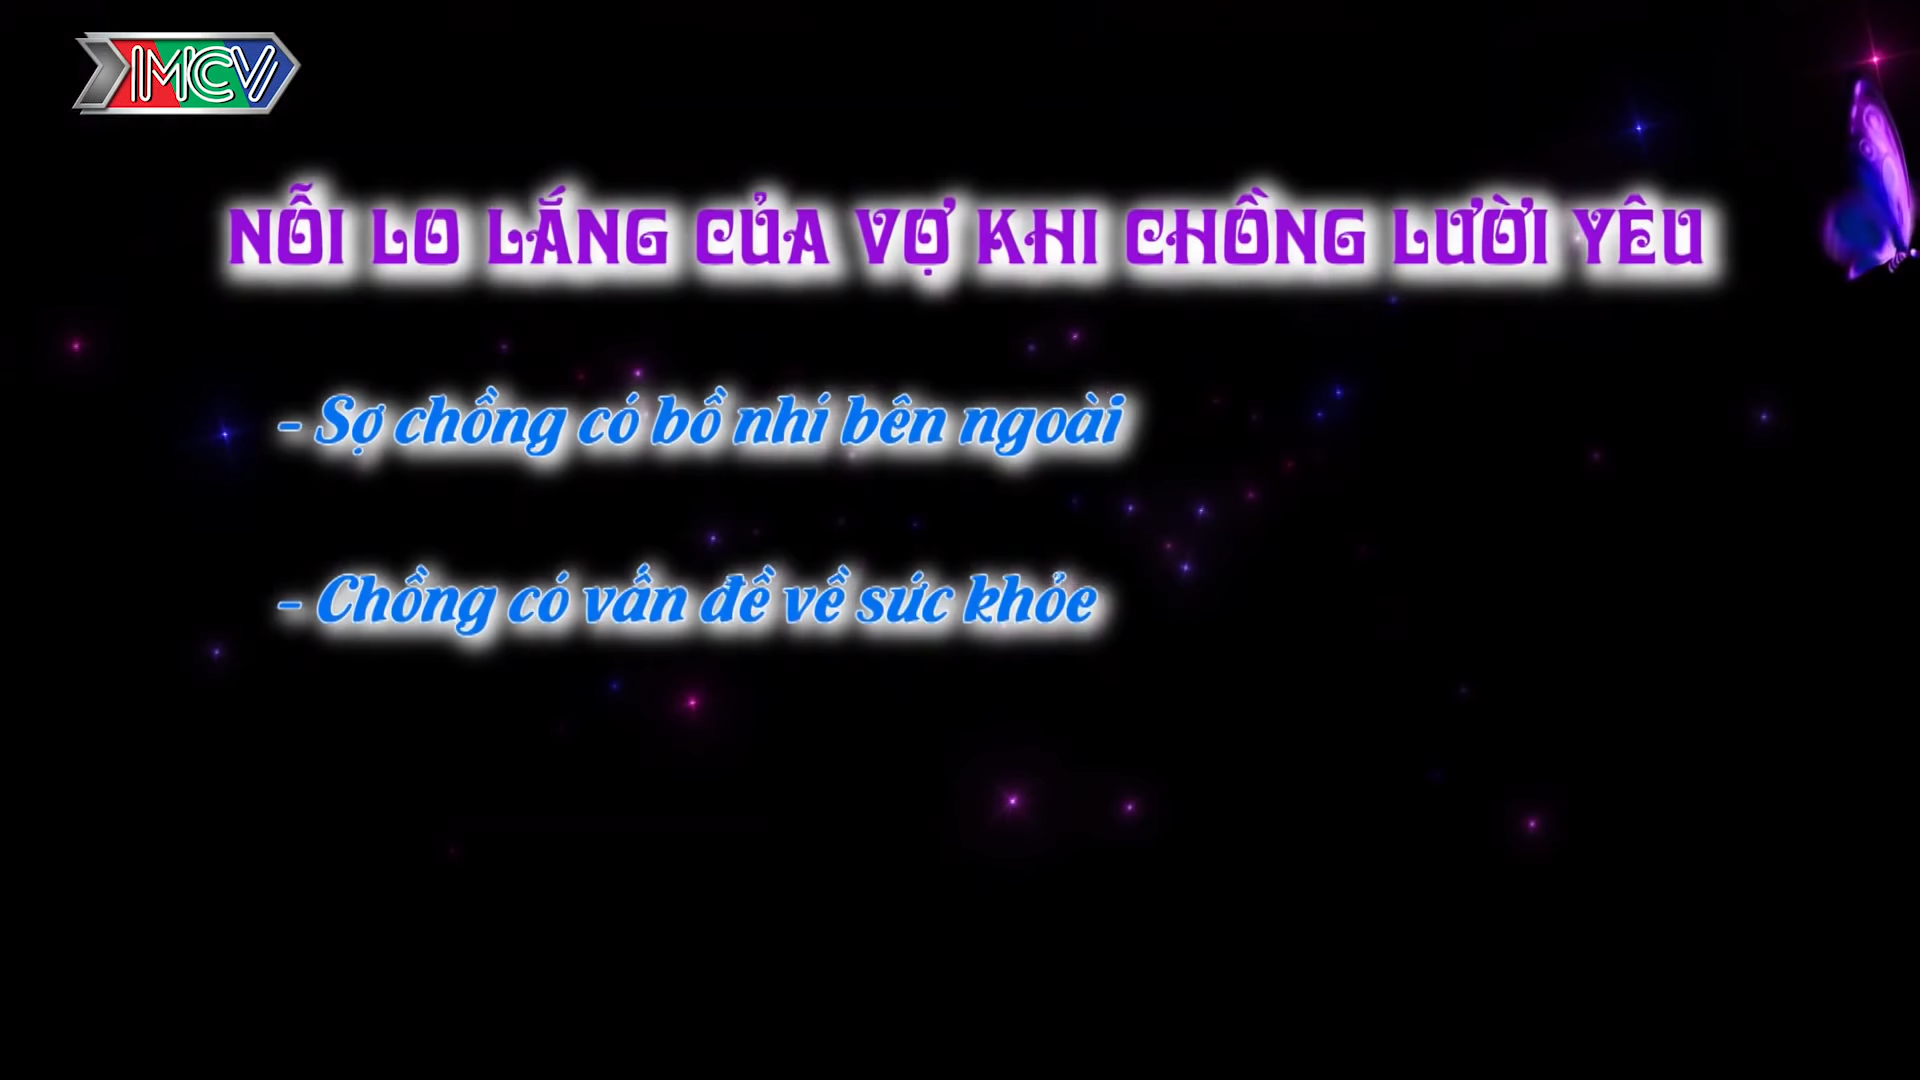 MCV
NỖI LO LẮNG CỦA VỢ KHI CHỒNG LƯỜI YÊU
- Sợ chồng có bồ nhí bên ngoài
- Chồng có vấn đề về sức khỏe